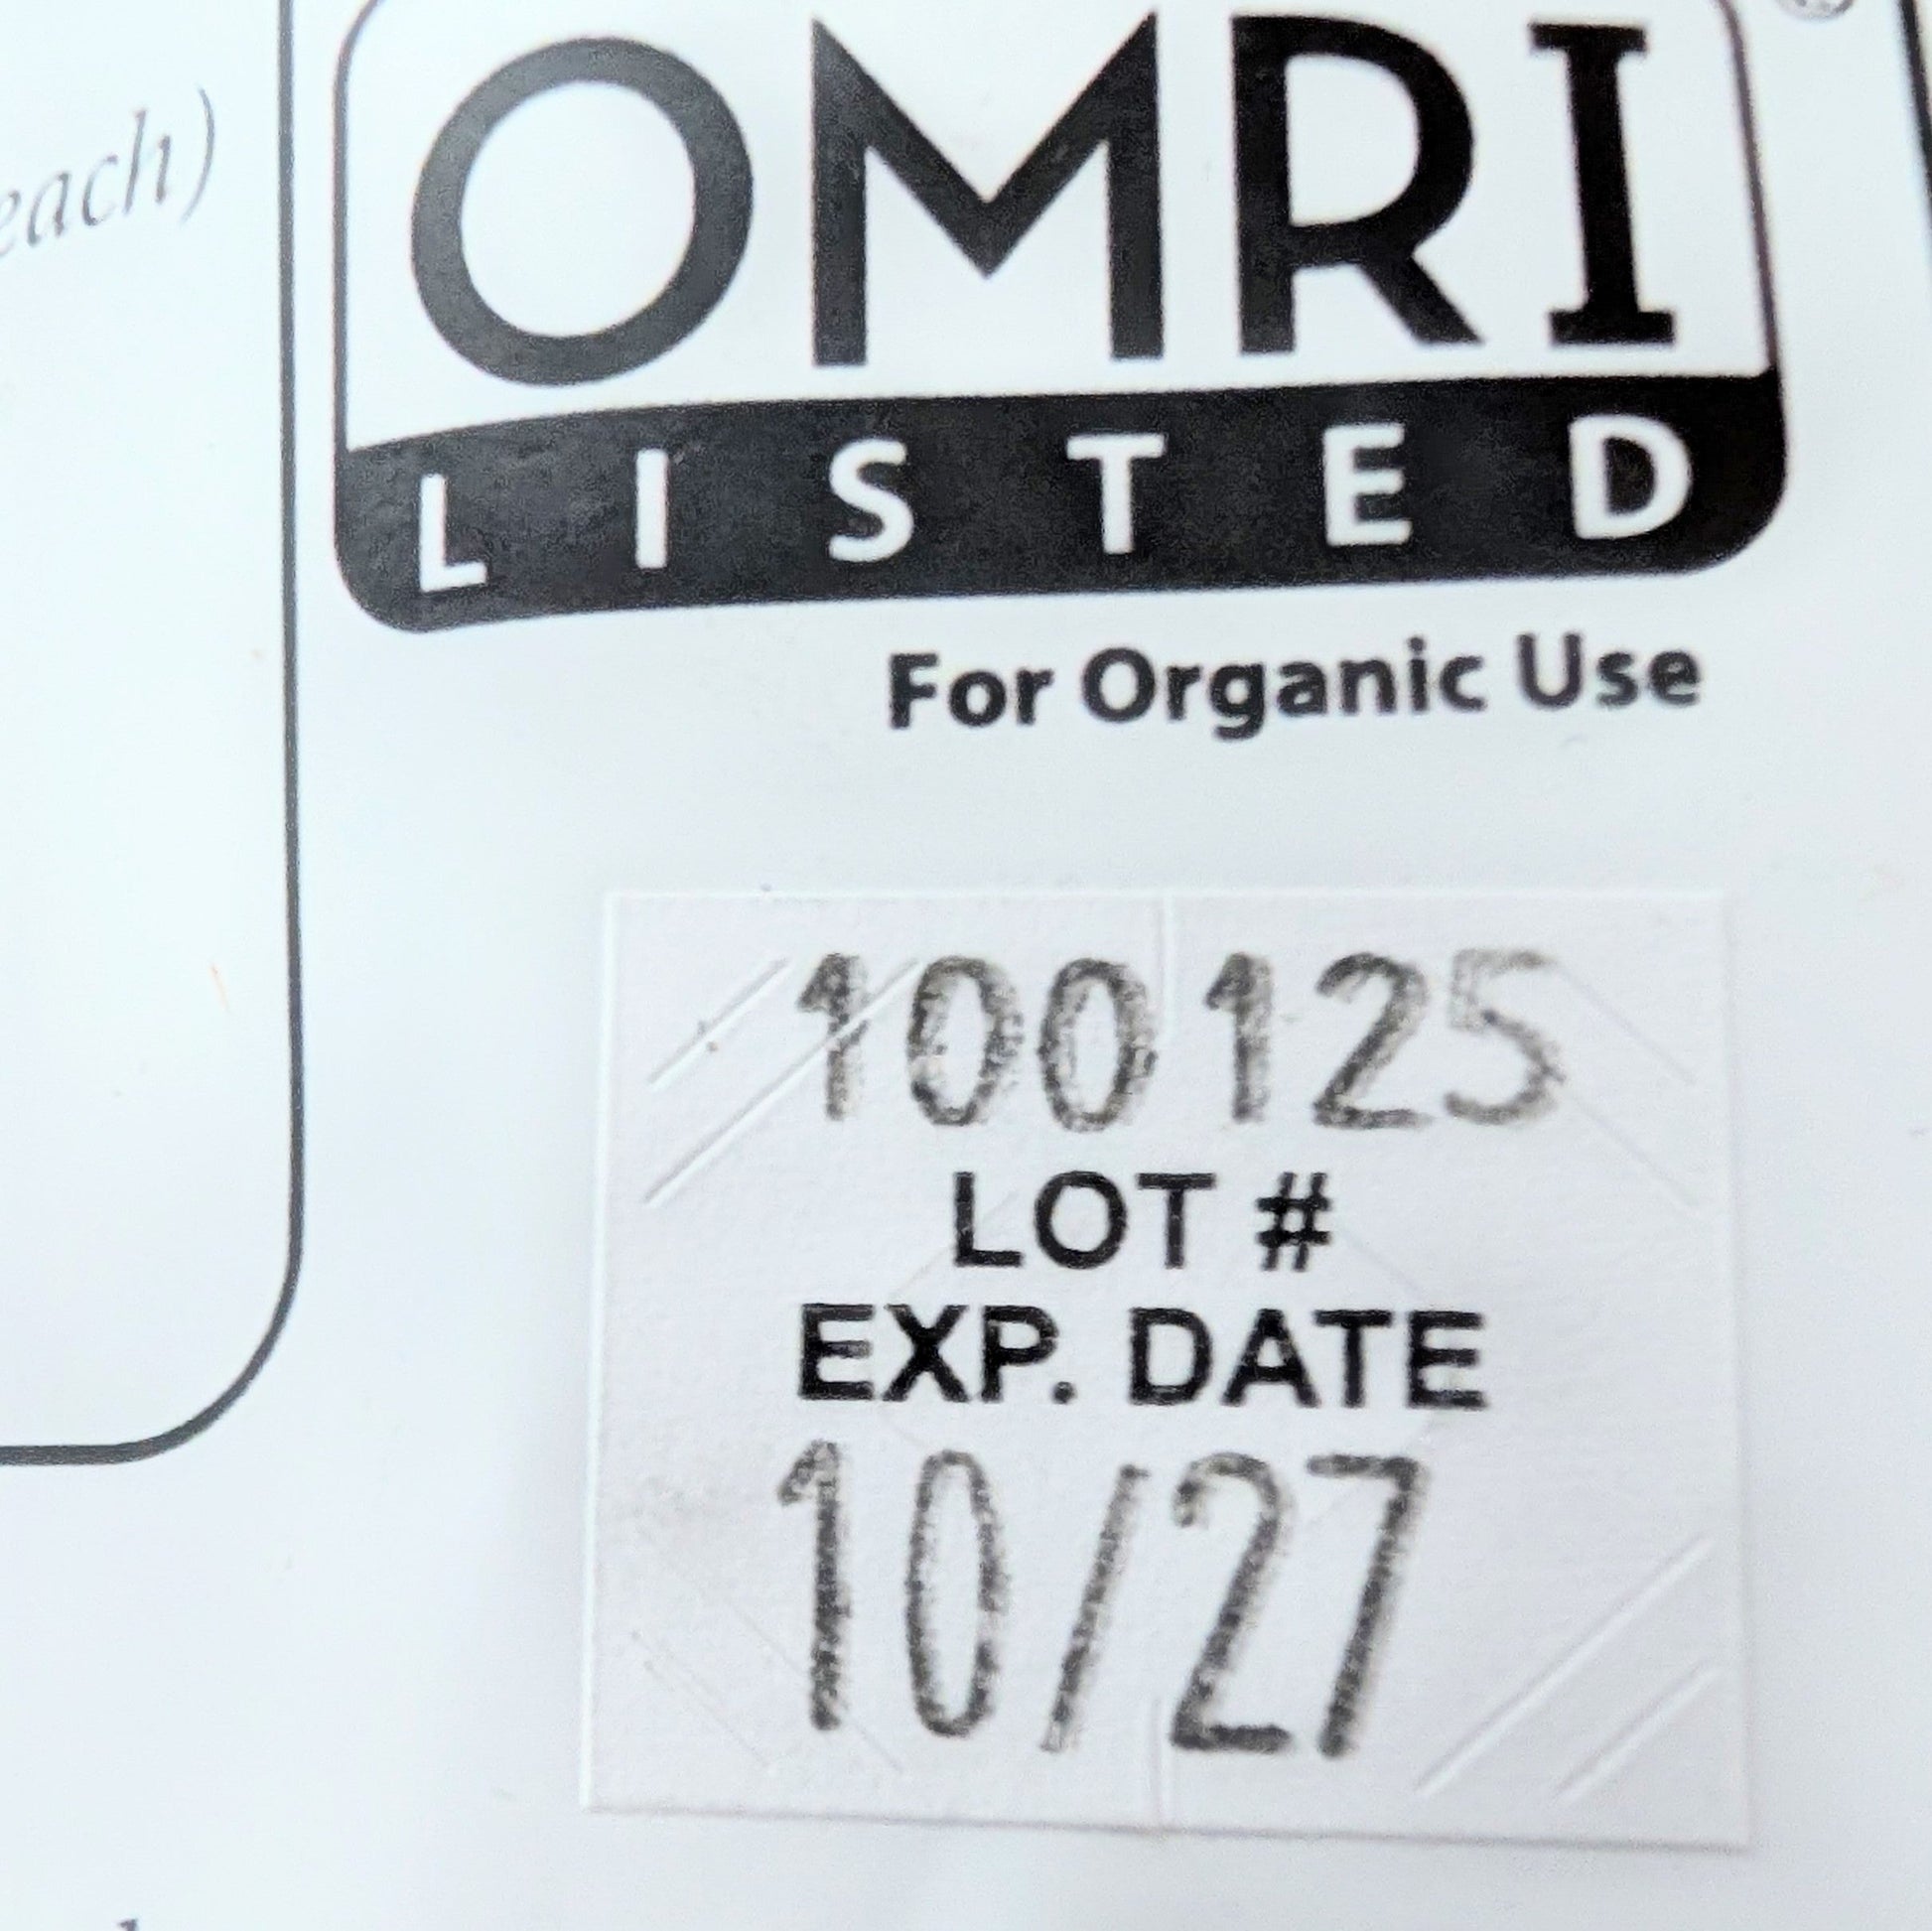 each)
OMRI
LISTED
For Organic Use
100125
LOT #
EXP. DATE
10/27